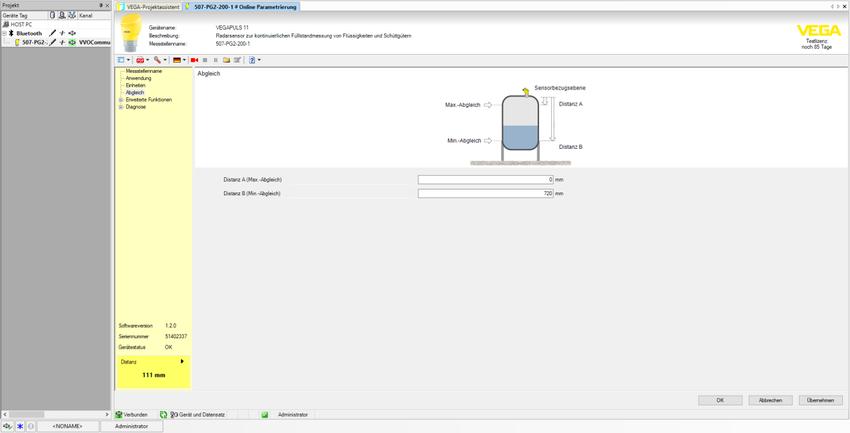 Projekt
VEGA-Projektassistent
507-PG2-200-1 # Online Parametrierung
Geräte Tag
Kanal
HOST PC
Bluetooth
507-PG2-
VVOCommu
Gerätename: VEGAPULS 11
Beschreibung: Radarsensor zur kontinuierlichen Füllstandmessung von Flüssigkeiten und Schüttgütern
Messstellenname: 507-PG2-200-1
VEGA
Testlizenz
noch 85 Tage
Messstellenname
Anwendung
Einheiten
Abgleich
Erweiterte Funktionen
Diagnose
Abgleich
Sensorbezugsebene
Max.-Abgleich
Distanz A
Min.-Abgleich
Distanz B
Distanz A (Max.-Abgleich) 0 mm
Distanz B (Min.-Abgleich) 720 mm
Softwareversion 1.2.0
Seriennummer 51402337
Gerätestatus OK
Distanz
111 mm
OK
Abbrechen
Übernehmen
Verbunden
Gerät und Datensatz
Administrator
<NONAME>
Administrator